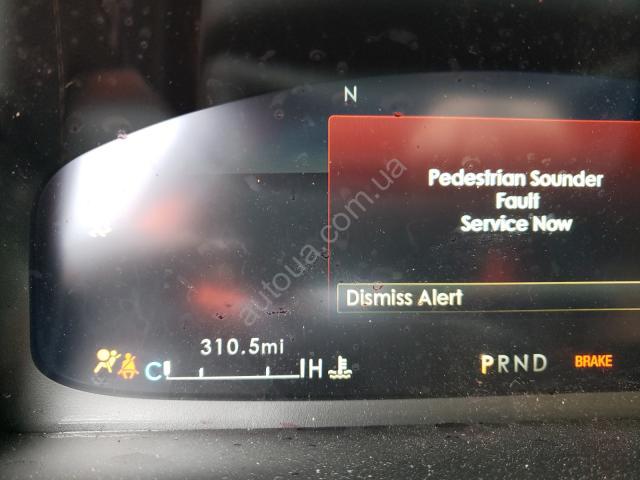 N
Pedestrian Sounder
Fault
Service Now
Dismiss Alert
310.5mi
C H
PRND BRAKE
autoua.com.ua